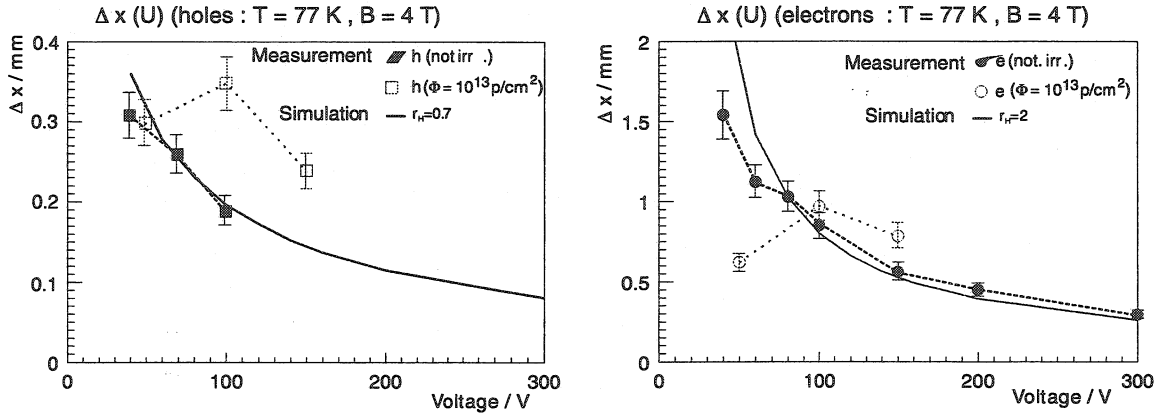 Δ x (U) (holes : T = 77 K , B = 4 T)
Δ x / mm
0.4
0.3
0.2
0.1
0
0
100
200
300
Voltage / V
Measurement
h (not irr .)
h (Φ = 10¹³ p/cm²)
Simulation
r_H=0.7
Δ x (U) (electrons : T = 77 K , B = 4 T)
Δ x / mm
2
1.5
1
0.5
0
0
100
200
300
Voltage / V
Measurement
e (not. irr .)
e (Φ = 10¹³ p/cm²)
Simulation
r_H=2